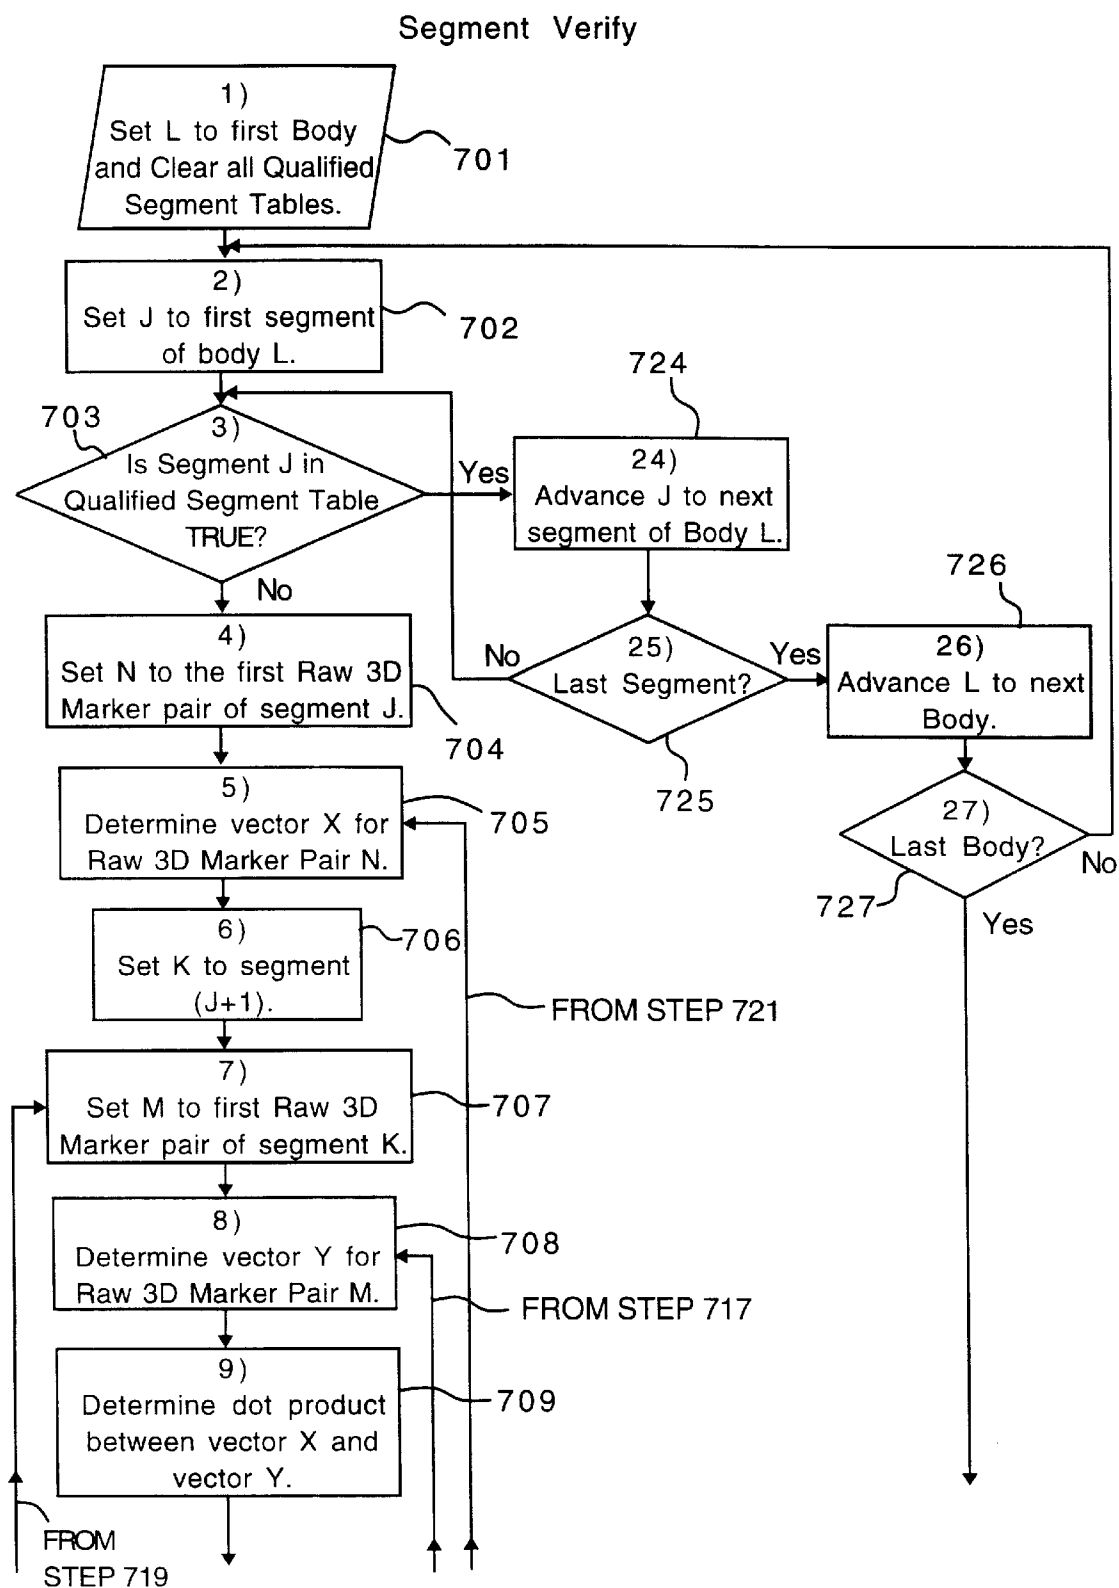 Segment Verify
1)
Set L to first Body
and Clear all Qualified
Segment Tables.
701
2)
Set J to first segment
of body L.
702
703
3)
Is Segment J in
Qualified Segment Table
TRUE?
Yes
No
724
24)
Advance J to next
segment of Body L.
4)
Set N to the first Raw 3D
Marker pair of segment J.
704
No
25)
Last Segment?
Yes
725
726
26)
Advance L to next
Body.
5)
Determine vector X for
Raw 3D Marker Pair N.
705
27)
Last Body?
No
727
Yes
6)
Set K to segment
(J+1).
706
FROM STEP 721
7)
Set M to first Raw 3D
Marker pair of segment K.
707
8)
Determine vector Y for
Raw 3D Marker Pair M.
708
FROM STEP 717
9)
Determine dot product
between vector X and
vector Y.
709
FROM
STEP 719